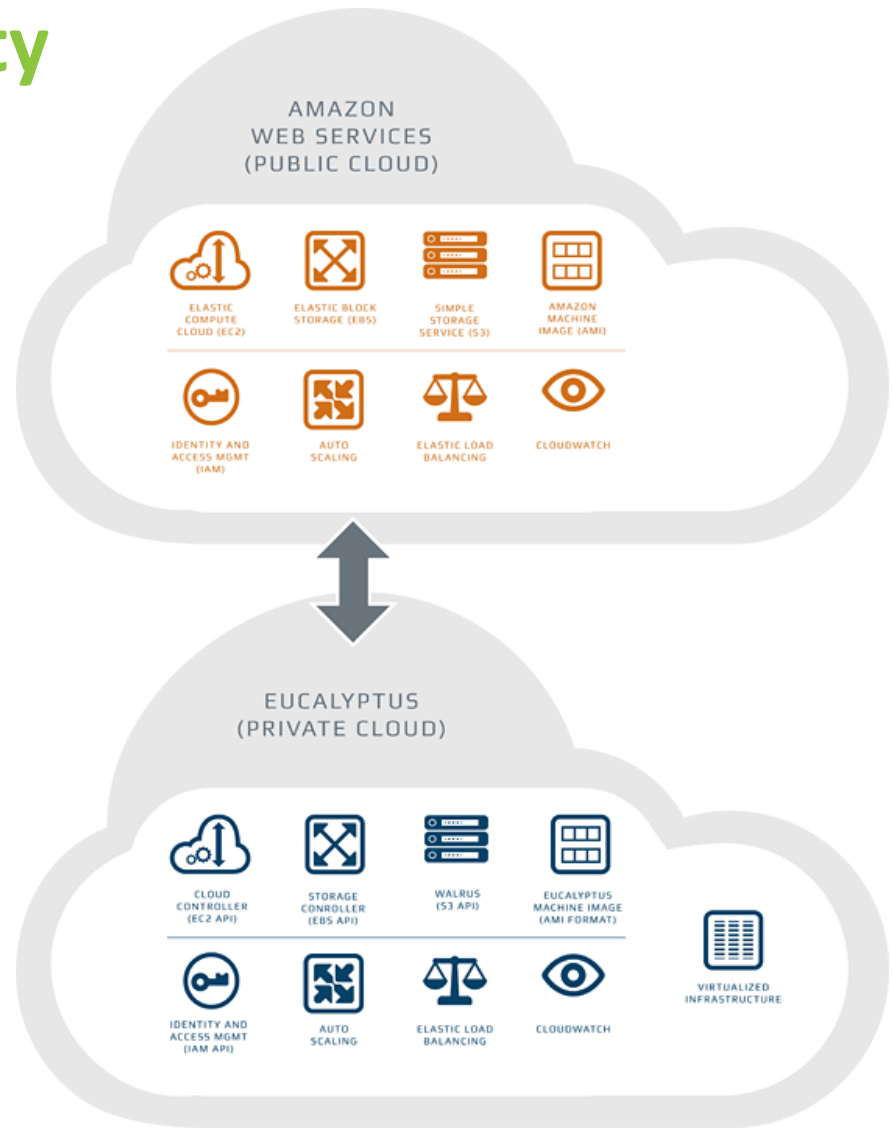 ty
AMAZON
WEB SERVICES
(PUBLIC CLOUD)
ELASTIC
COMPUTE
CLOUD (EC2)
ELASTIC BLOCK
STORAGE (EBS)
SIMPLE
STORAGE
SERVICE (S3)
AMAZON
MACHINE
IMAGE (AMI)
IDENTITY AND
ACCESS MGMT
(IAM)
AUTO
SCALING
ELASTIC LOAD
BALANCING
CLOUDWATCH
EUCALYPTUS
(PRIVATE CLOUD)
CLOUD
CONTROLLER
(EC2 API)
STORAGE
CONROLLER
(EBS API)
WALRUS
(S3 API)
EUCALYPTUS
MACHINE IMAGE
(AMI FORMAT)
VIRTUALIZED
INFRASTRUCTURE
IDENTITY AND
ACCESS MGMT
(IAM API)
AUTO
SCALING
ELASTIC LOAD
BALANCING
CLOUDWATCH